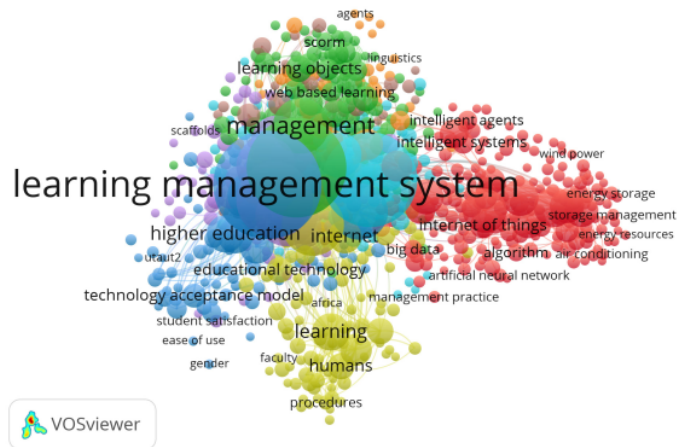 agents
scorm
linguistics
learning objects
web based learning
management
intelligent agents
scaffolds
intelligent systems
wind power
learning management system
energy storage
storage management
higher education
internet
internet of things
energy resources
utaut2
big data
algorithm
air conditioning
educational technology
artificial neural network
technology acceptance model
africa
management practice
student satisfaction
learning
ease of use
faculty
gender
humans
procedures
VOSviewer